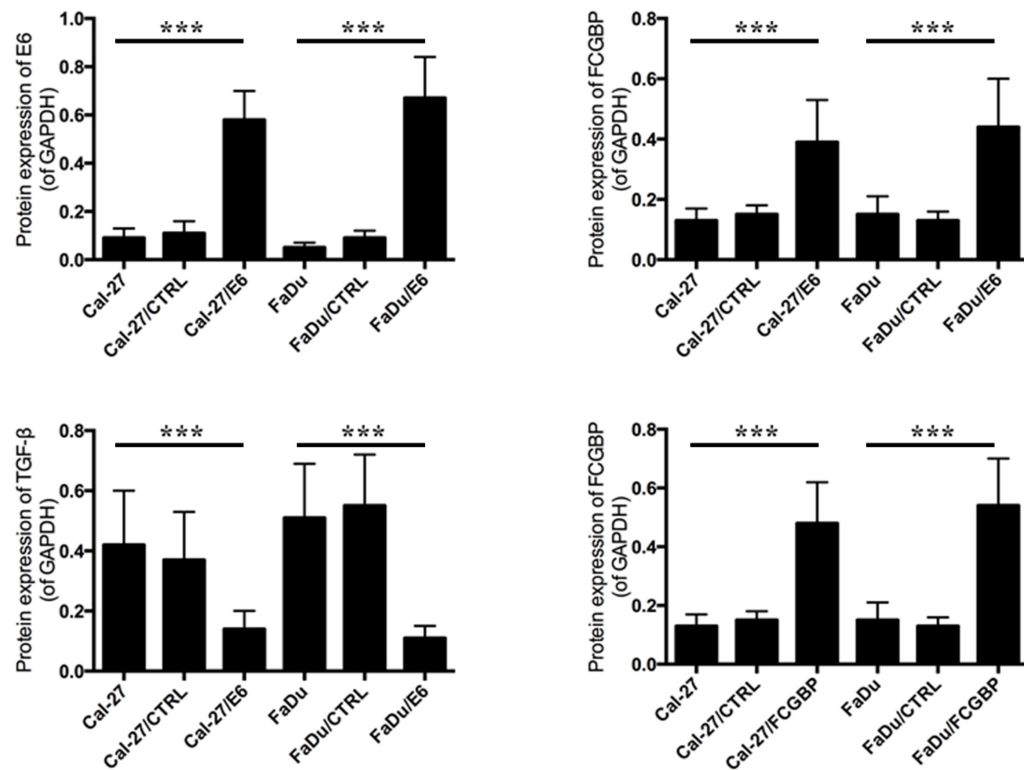 Protein expression of E6
(of GAPDH)
1.0
0.8
0.6
0.4
0.2
0.0
***
***
Cal-27
Cal-27/CTRL
Cal-27/E6
FaDu
FaDu/CTRL
FaDu/E6
Protein expression of FCGBP
(of GAPDH)
0.8
0.6
0.4
0.2
0.0
***
***
Cal-27
Cal-27/CTRL
Cal-27/E6
FaDu
FaDu/CTRL
FaDu/E6
Protein expression of TGF-β
(of GAPDH)
0.8
0.6
0.4
0.2
0.0
***
***
Cal-27
Cal-27/CTRL
Cal-27/E6
FaDu
FaDu/CTRL
FaDu/E6
Protein expression of FCGBP
(of GAPDH)
0.8
0.6
0.4
0.2
0.0
***
***
Cal-27
Cal-27/CTRL
Cal-27/FCGBP
FaDu
FaDu/CTRL
FaDu/FCGBP